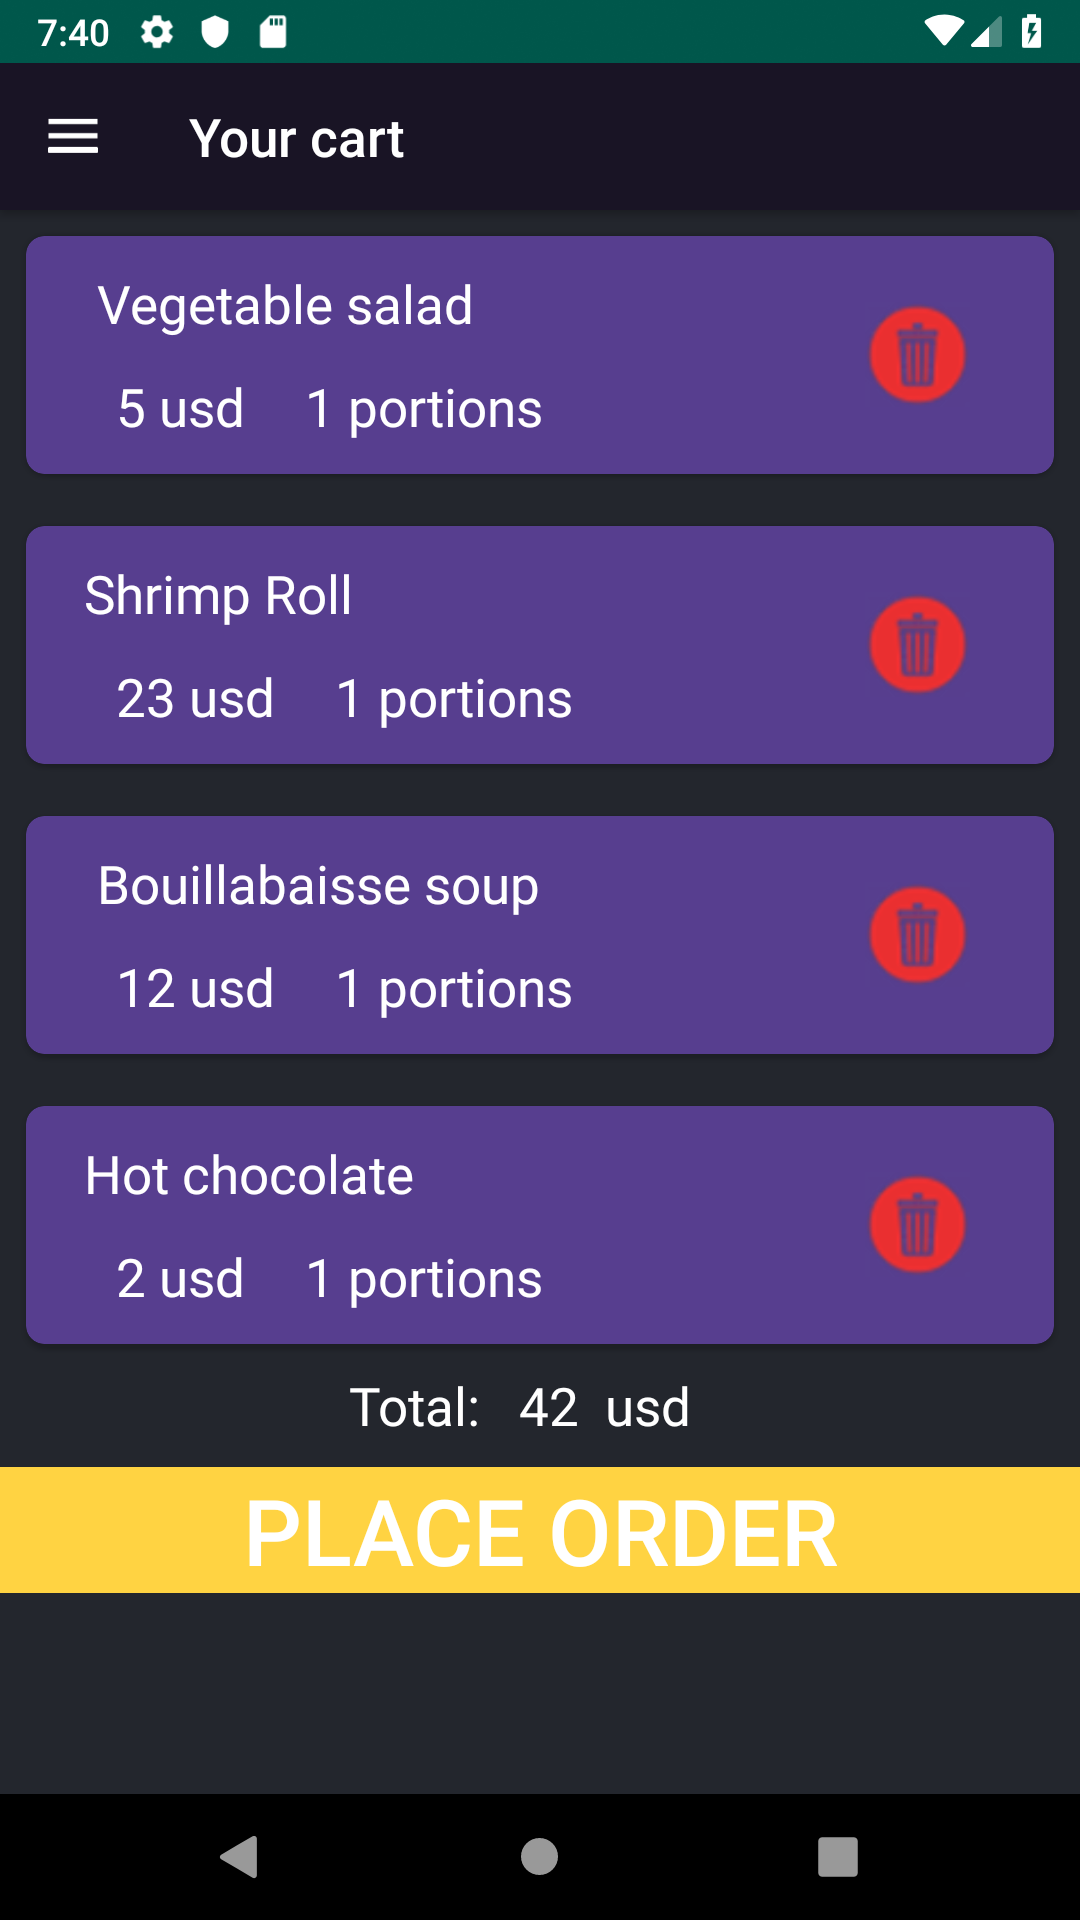 7:40
Your cart
Vegetable salad
5 usd 1 portions
Shrimp Roll
23 usd 1 portions
Bouillabaisse soup
12 usd 1 portions
Hot chocolate
2 usd 1 portions
Total: 42 usd
PLACE ORDER